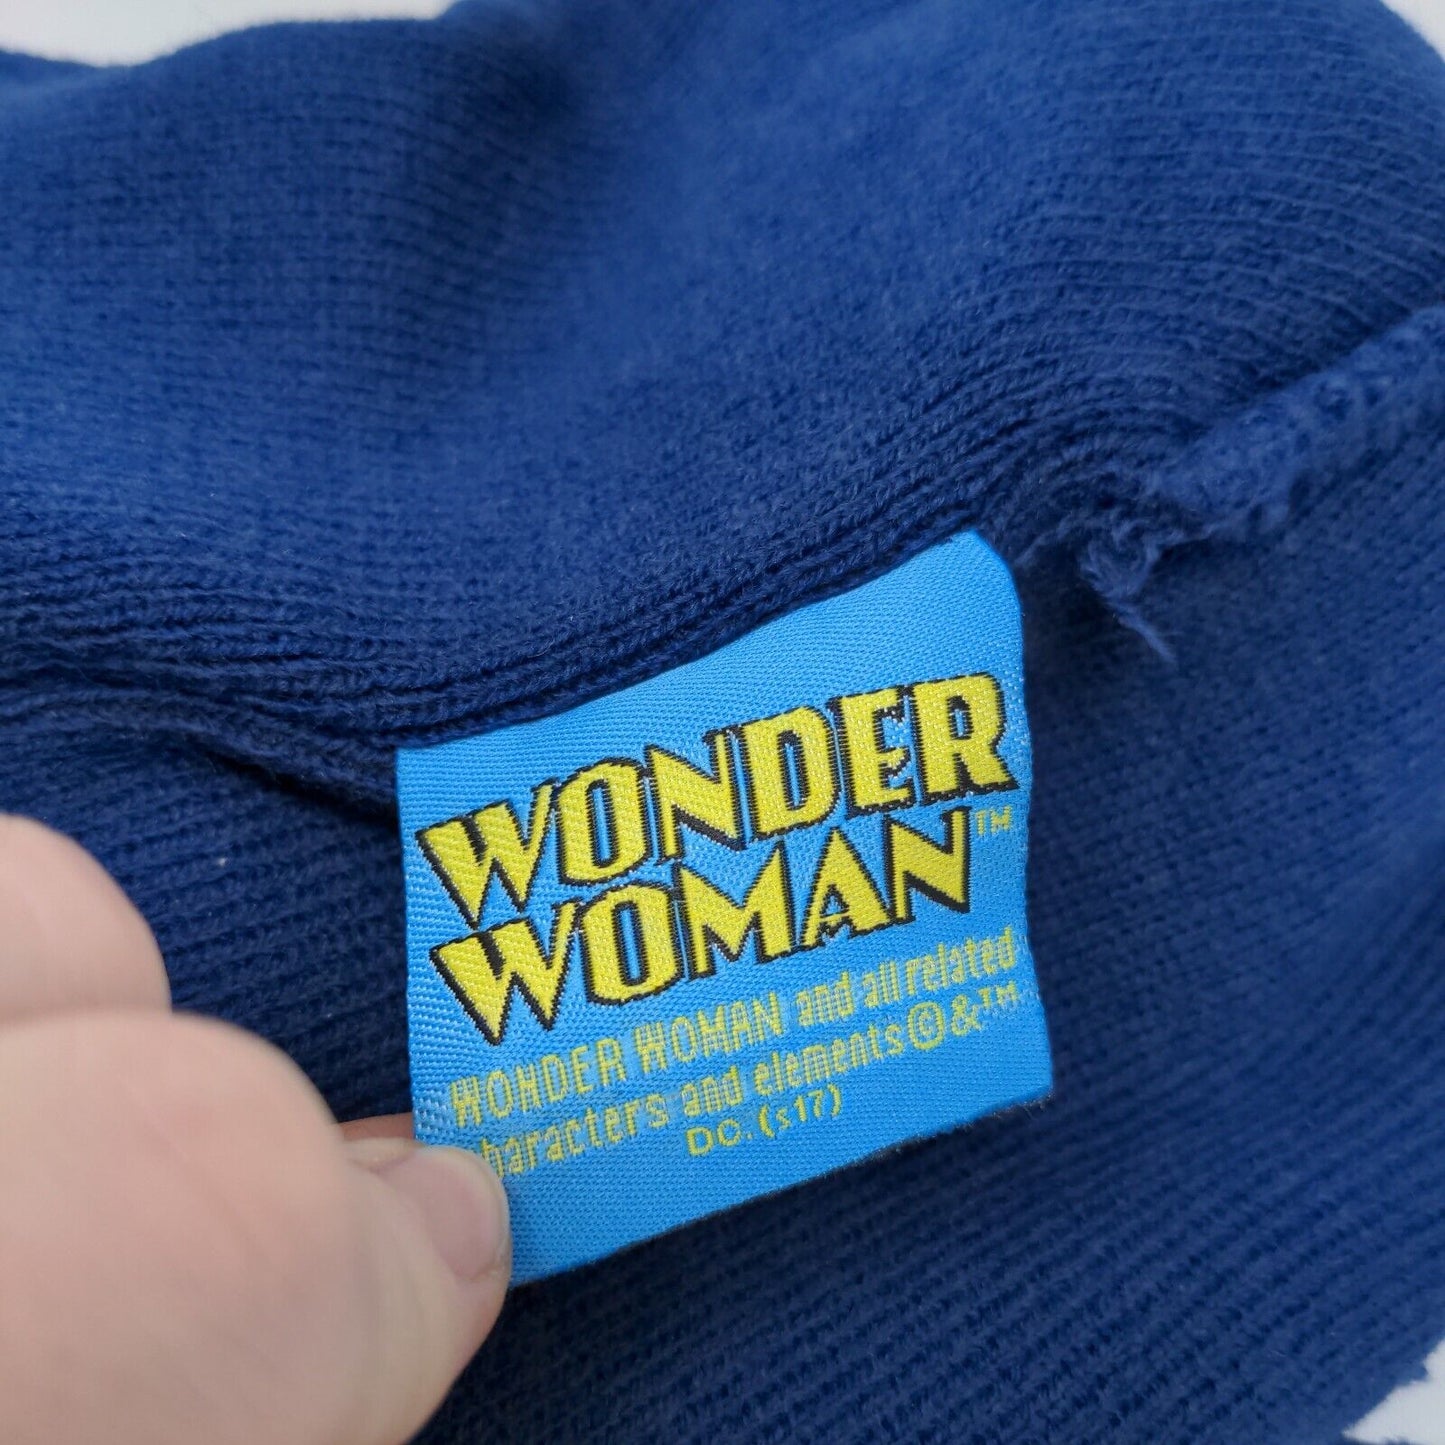 WONDER
WOMAN™
WONDER WOMAN and all related
characters and elements © & ™
DC. (s17)